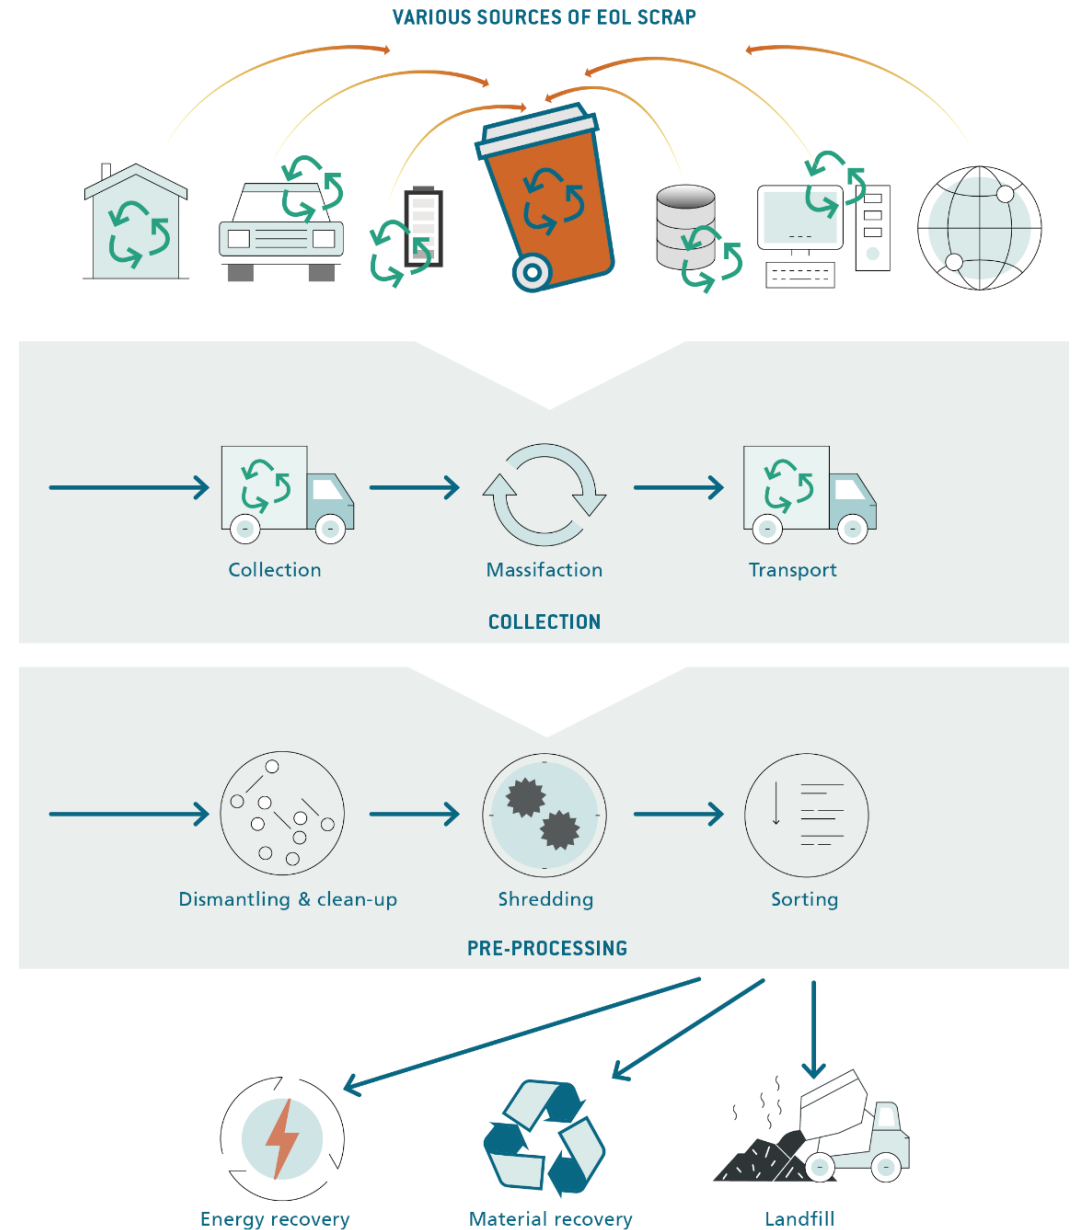 VARIOUS SOURCES OF EOL SCRAP
Collection
Massifaction
Transport
COLLECTION
Dismantling & clean-up
Shredding
Sorting
PRE-PROCESSING
Energy recovery
Material recovery
Landfill